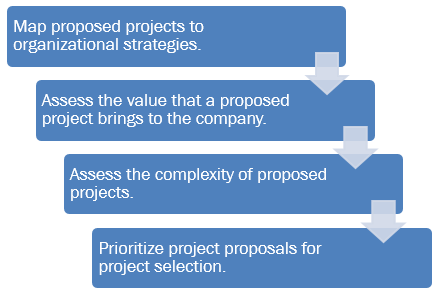 Map proposed projects to
organizational strategies.
Assess the value that a proposed
project brings to the company.
Assess the complexity of proposed
projects.
Prioritize project proposals for
project selection.